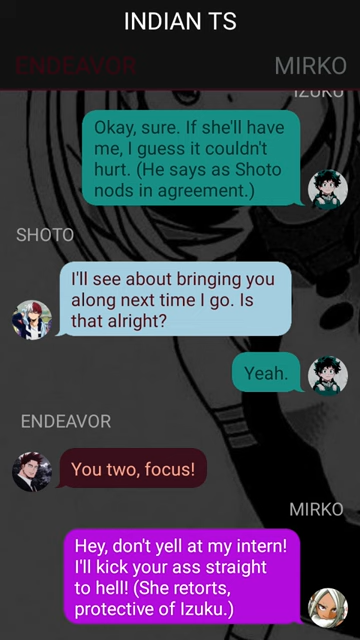 INDIAN TS
ENDEAVOR
MIRKO
IZUKU
Okay, sure. If she'll have
me, I guess it couldn't
hurt. (He says as Shoto
nods in agreement.)
SHOTO
I'll see about bringing you
along next time I go. Is
that alright?
Yeah.
ENDEAVOR
You two, focus!
MIRKO
Hey, don't yell at my intern!
I'll kick your ass straight
to hell! (She retorts,
protective of Izuku.)